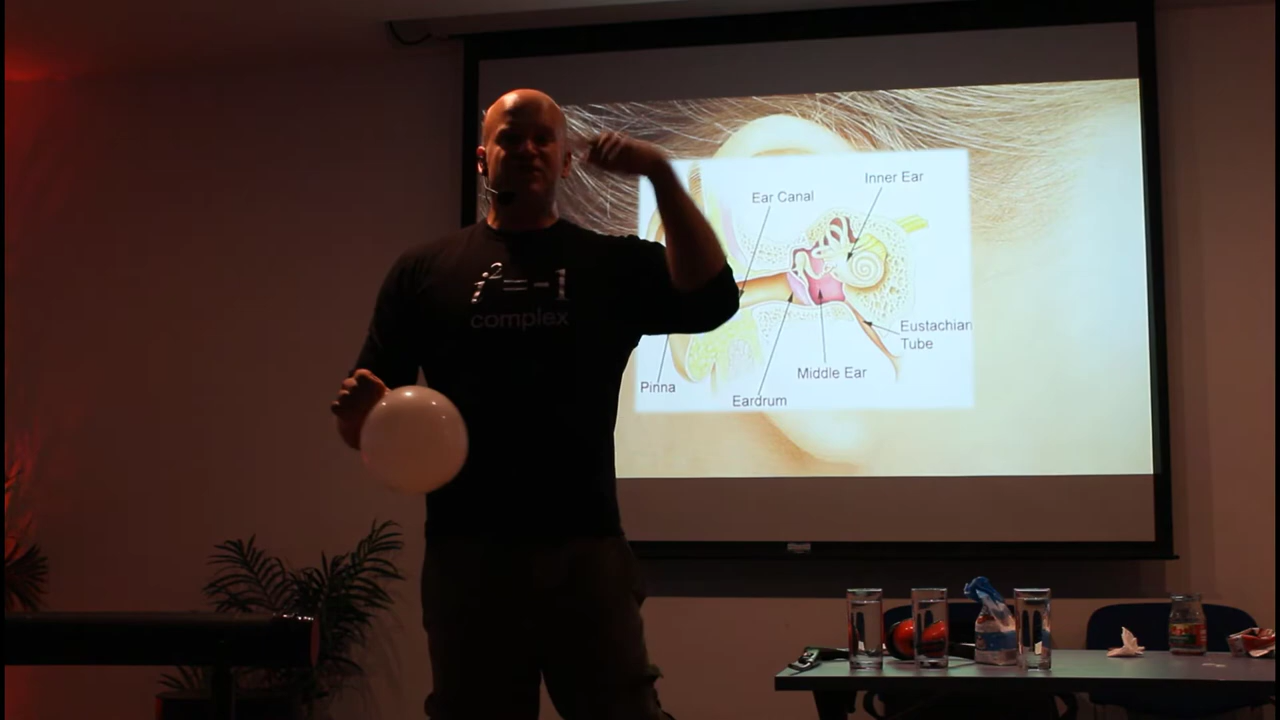 i²=-1
complex
Inner Ear
Ear Canal
Eustachian
Tube
Middle Ear
Pinna
Eardrum